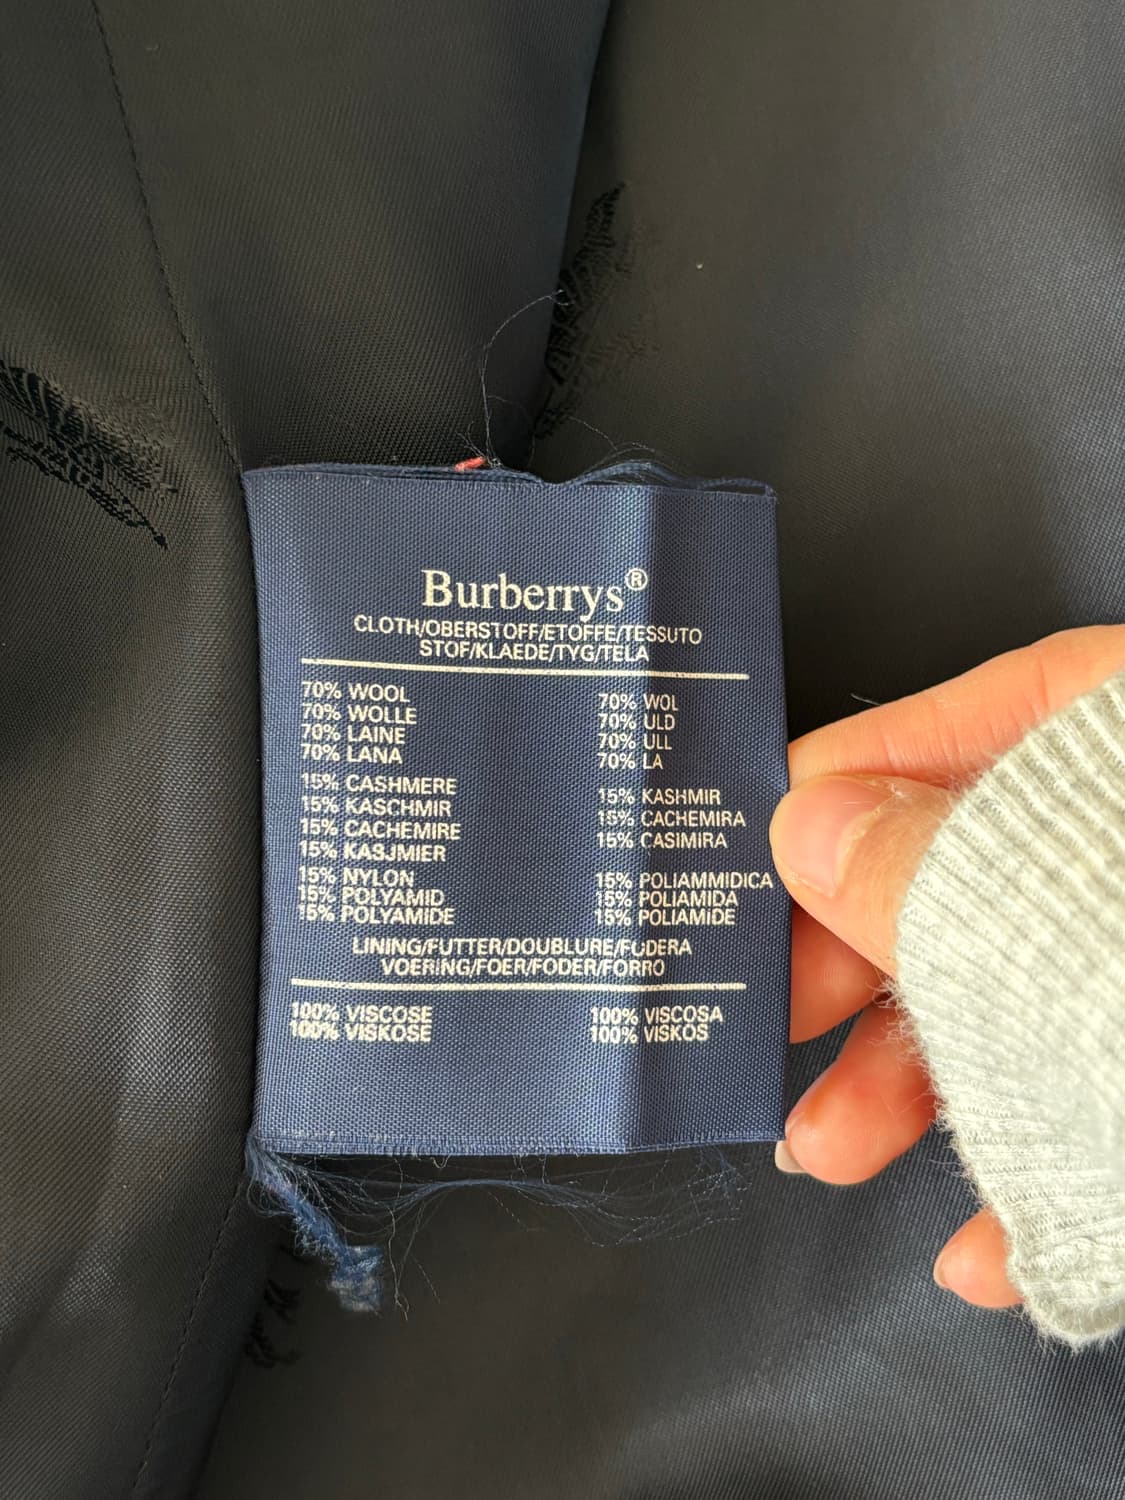 Burberrys®
CLOTH/OBERSTOFF/ETOFFE/TESSUTO
STOF/KLAEDE/TYG/TELA
70% WOOL
70% WOLLE
70% LAINE
70% LANA
70% WOL
70% ULD
70% ULL
70% LA
15% CASHMERE
15% KASCHMIR
15% CACHEMIRE
15% KASJMIER
15% KASHMIR
15% CACHEMIRA
15% CASIMIRA
15% NYLON
15% POLYAMID
15% POLYAMIDE
15% POLIAMMIDICA
15% POLIAMIDA
15% POLIAMIDE
LINING/FUTTER/DOUBLURE/FODERA
VOERING/FOER/FODER/FORRO
100% VISCOSE
100% VISKOSE
100% VISCOSA
100% VISKOS